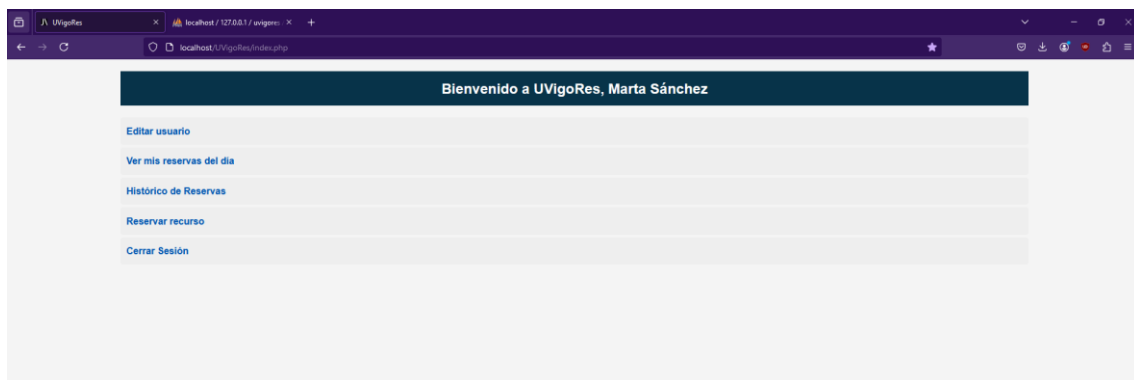 UVigoRes
localhost / 127.0.0.1 / uvigores
localhost/UVigoRes/index.php
Bienvenido a UVigoRes, Marta Sánchez
Editar usuario
Ver mis reservas del día
Histórico de Reservas
Reservar recurso
Cerrar Sesión